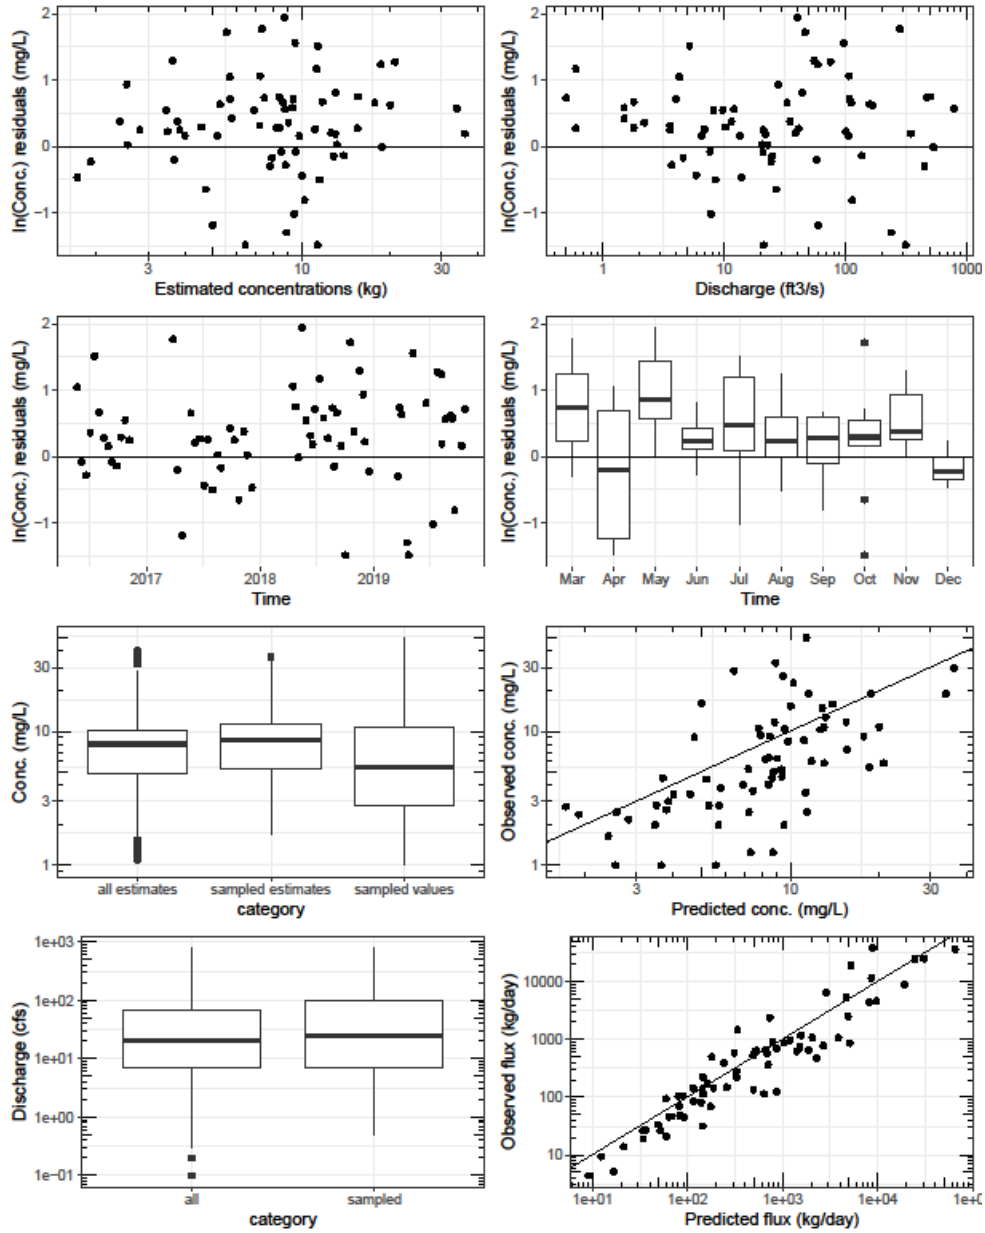 2
1
0
−1
ln(Conc.) residuals (mg/L)
3 10 30
Estimated concentrations (kg)
2
1
0
−1
ln(Conc.) residuals (mg/L)
1 10 100 1000
Discharge (ft3/s)
2
1
0
−1
ln(Conc.) residuals (mg/L)
2017 2018 2019
Time
2
1
0
−1
ln(Conc.) residuals (mg/L)
Mar Apr May Jun Jul Aug Sep Oct Nov Dec
Time
30
10
3
1
Conc. (mg/L)
all estimates sampled estimates sampled values
category
30
10
3
1
Observed conc. (mg/L)
3 10 30
Predicted conc. (mg/L)
1e+03
1e+02
1e+01
1e+00
1e−01
Discharge (cfs)
all sampled
category
10000
1000
100
10
Observed flux (kg/day)
1e+01 1e+02 1e+03 1e+04
Predicted flux (kg/day)